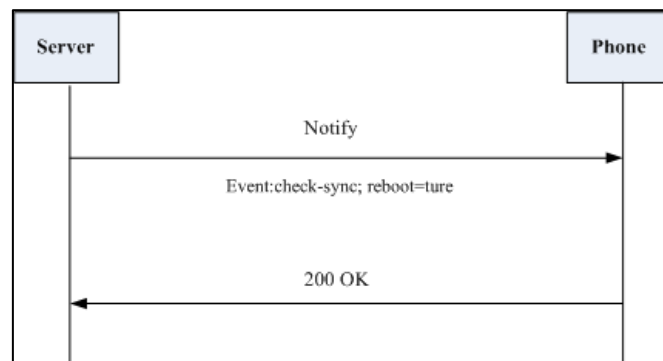 Server
Phone
Notify
Event:check-sync; reboot=ture
200 OK